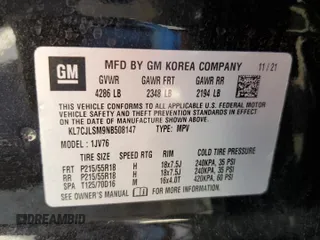 GM
MFD BY GM KOREA COMPANY 11/21
GVWR GAWR FRT GAWR RR
4286 LB 2348 LB 2194 LB
THIS VEHICLE CONFORMS TO ALL APPLICABLE U.S. FEDERAL MOTOR
VEHICLE SAFETY, BUMPER, AND THEFT PREVENTION STANDARDS IN EFFECT
ON THE DATE OF MANUFACTURE SHOWN ABOVE.
KL7CJLSM9NB508147 TYPE: MPV
MODEL: 1JV76
TIRE SIZE SPEED RTG RIM COLD TIRE PRESSURE
FRT P215/55R18 H 18x7.5J 240KPA, 35 PSI
RR P215/55R18 H 18x7.5J 240KPA, 35 PSI
SPA T125/70D16 M 16x4.0T 420KPA, 60 PSI
SEE OWNER'S MANUAL FOR ADDITIONAL INFORMATION.
DREAMBID